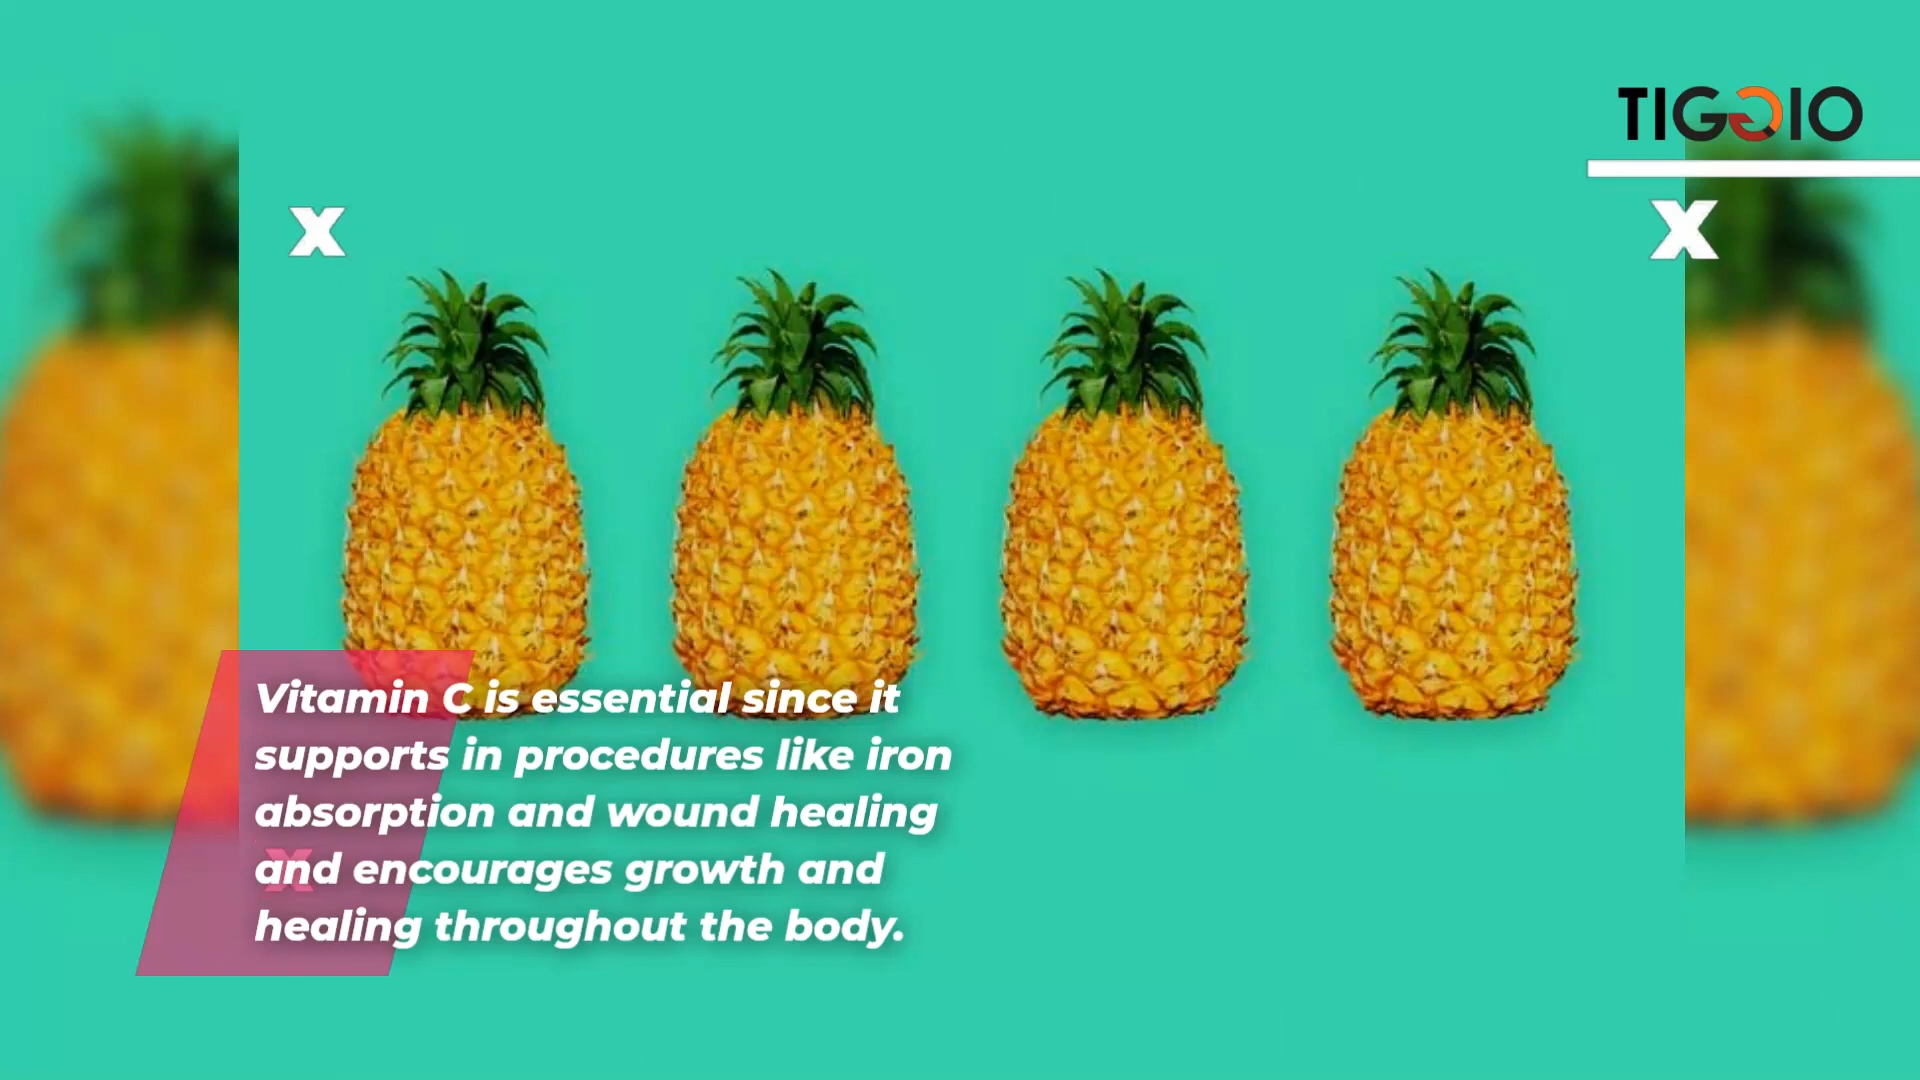 TIGGIO
X
X
Vitamin C is essential since it
supports in procedures like iron
absorption and wound healing
and encourages growth and
healing throughout the body.
X